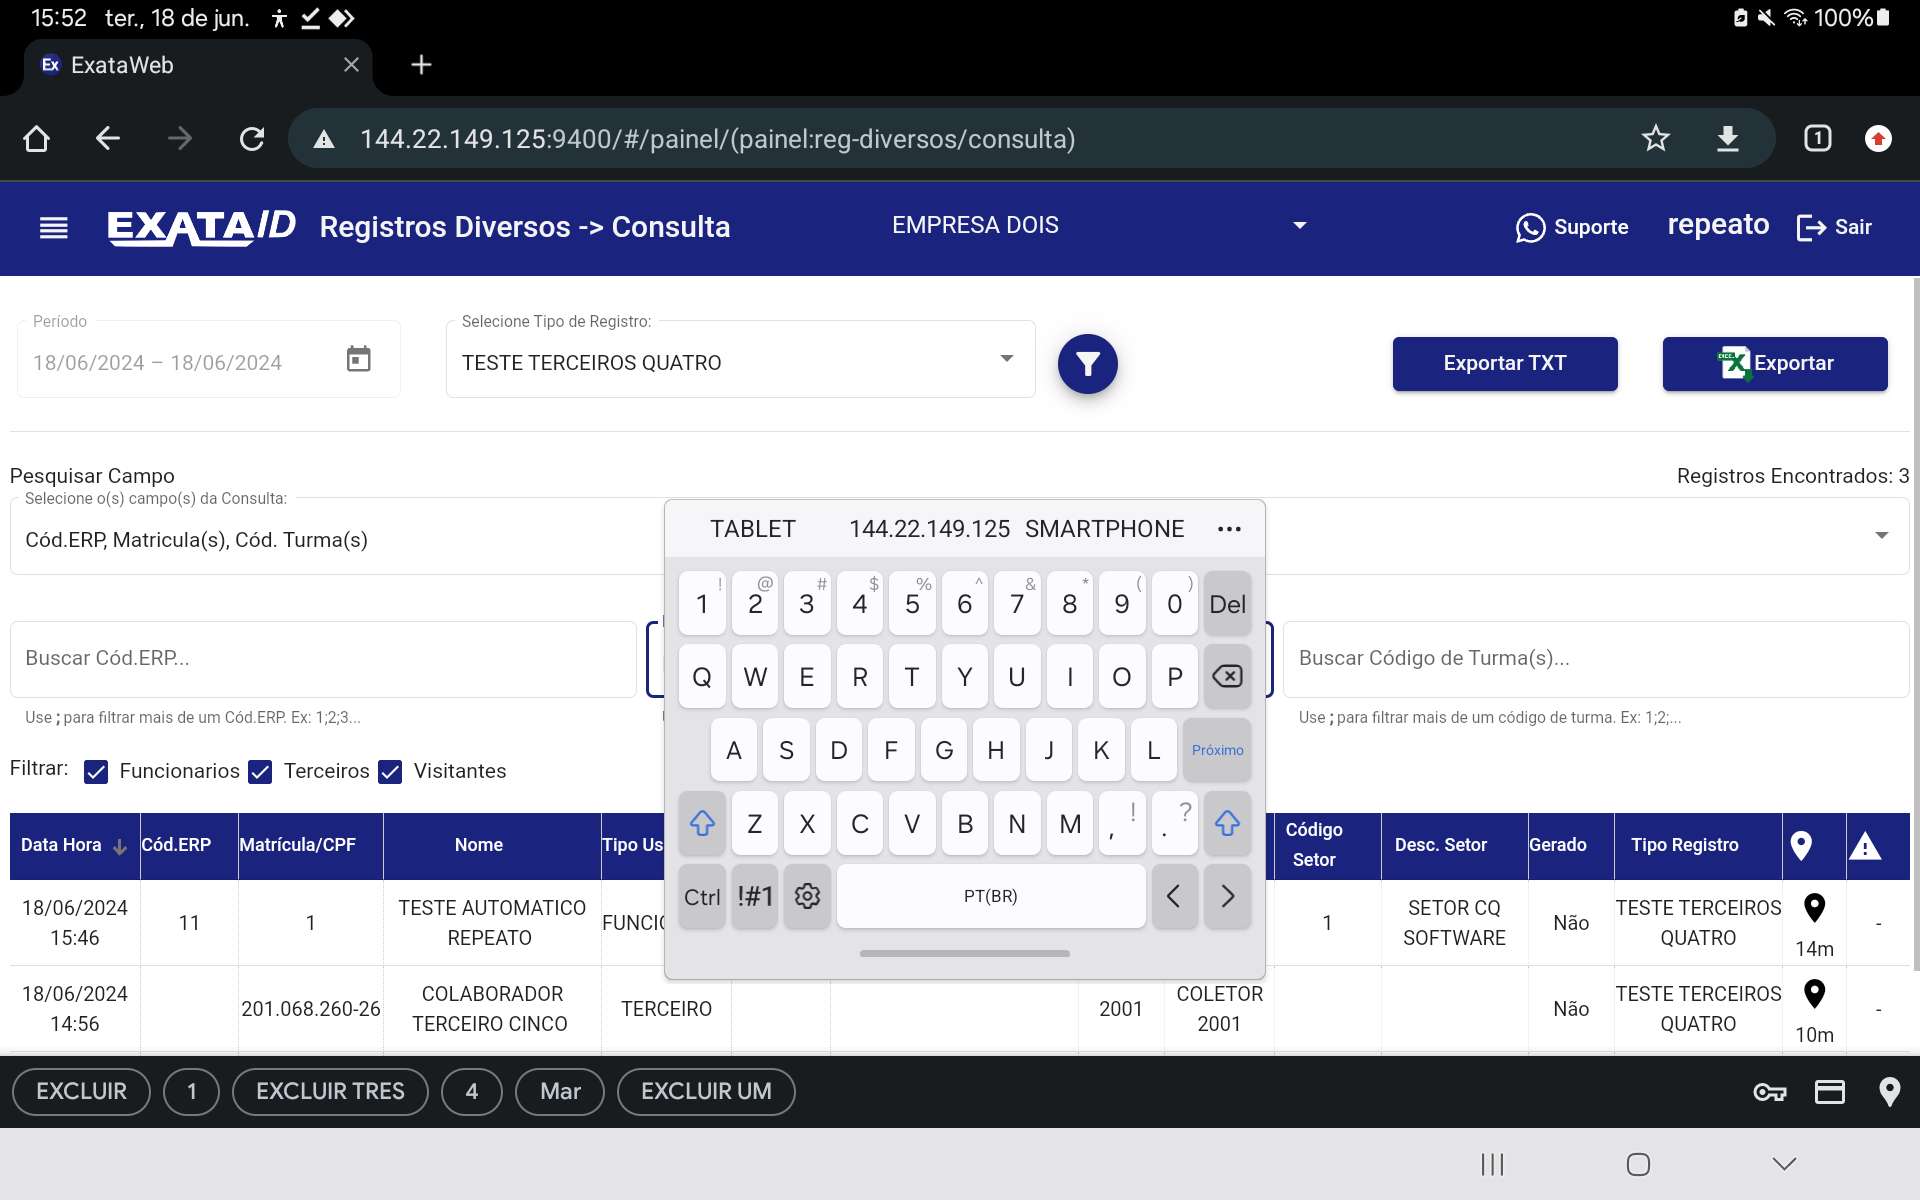 15:52 ter., 18 de jun. 100%
Ex ExataWeb
144.22.149.125:9400/#/painel/(painel:reg-diversos/consulta) 1
EXATAID Registros Diversos -> Consulta EMPRESA DOIS Suporte repeato Sair
Período
18/06/2024 – 18/06/2024
Selecione Tipo de Registro:
TESTE TERCEIROS QUATRO
Exportar TXT
Exportar
Pesquisar Campo
Registros Encontrados: 3
Selecione o(s) campo(s) da Consulta:
Cód.ERP, Matricula(s), Cód. Turma(s)
TABLET 144.22.149.125 SMARTPHONE
! @ # $ % ^ & * ( )
1 2 3 4 5 6 7 8 9 0 Del
Q W E R T Y U I O P
A S D F G H J K L Próximo
Z X C V B N M , ! . ?
Ctrl !#1 PT(BR)
Buscar Cód.ERP...
Buscar Código de Turma(s)...
Use ; para filtrar mais de um Cód.ERP. Ex: 1;2;3...
Use ; para filtrar mais de um código de turma. Ex: 1;2;...
Filtrar: Funcionarios Terceiros Visitantes
Data Hora Cód.ERP Matrícula/CPF Nome Tipo Us Código Setor Desc. Setor Gerado Tipo Registro
18/06/2024 15:46 11 1 TESTE AUTOMATICO REPEATO FUNCIO 1 SETOR CQ SOFTWARE Não TESTE TERCEIROS QUATRO 14m -
18/06/2024 14:56 201.068.260-26 COLABORADOR TERCEIRO CINCO TERCEIRO 2001 COLETOR 2001 Não TESTE TERCEIROS QUATRO 10m -
EXCLUIR 1 EXCLUIR TRES 4 Mar EXCLUIR UM